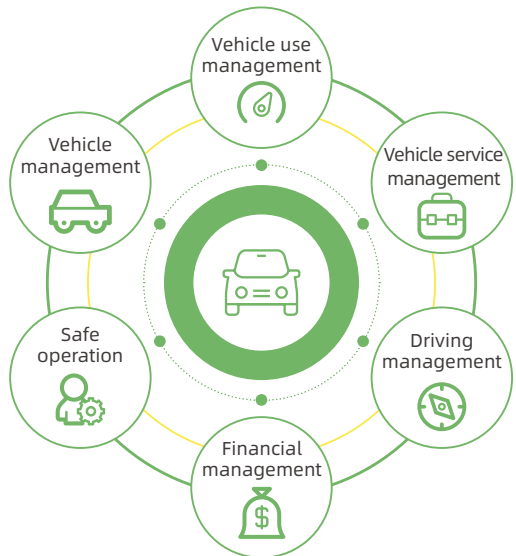 Vehicle use
management
Vehicle
management
Vehicle service
management
Safe
operation
Driving
management
Financial
management
$